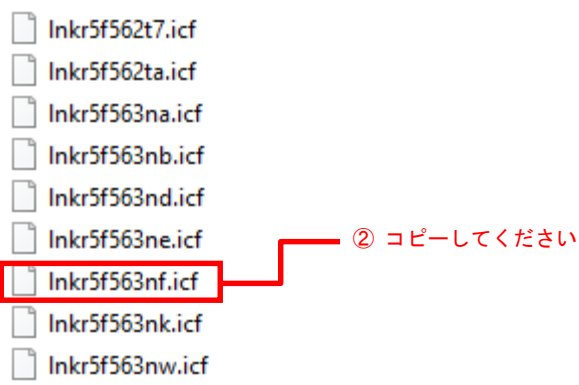 lnkr5f562t7.icf
lnkr5f562ta.icf
lnkr5f563na.icf
lnkr5f563nb.icf
lnkr5f563nd.icf
lnkr5f563ne.icf
② コピーしてください
lnkr5f563nf.icf
lnkr5f563nk.icf
lnkr5f563nw.icf